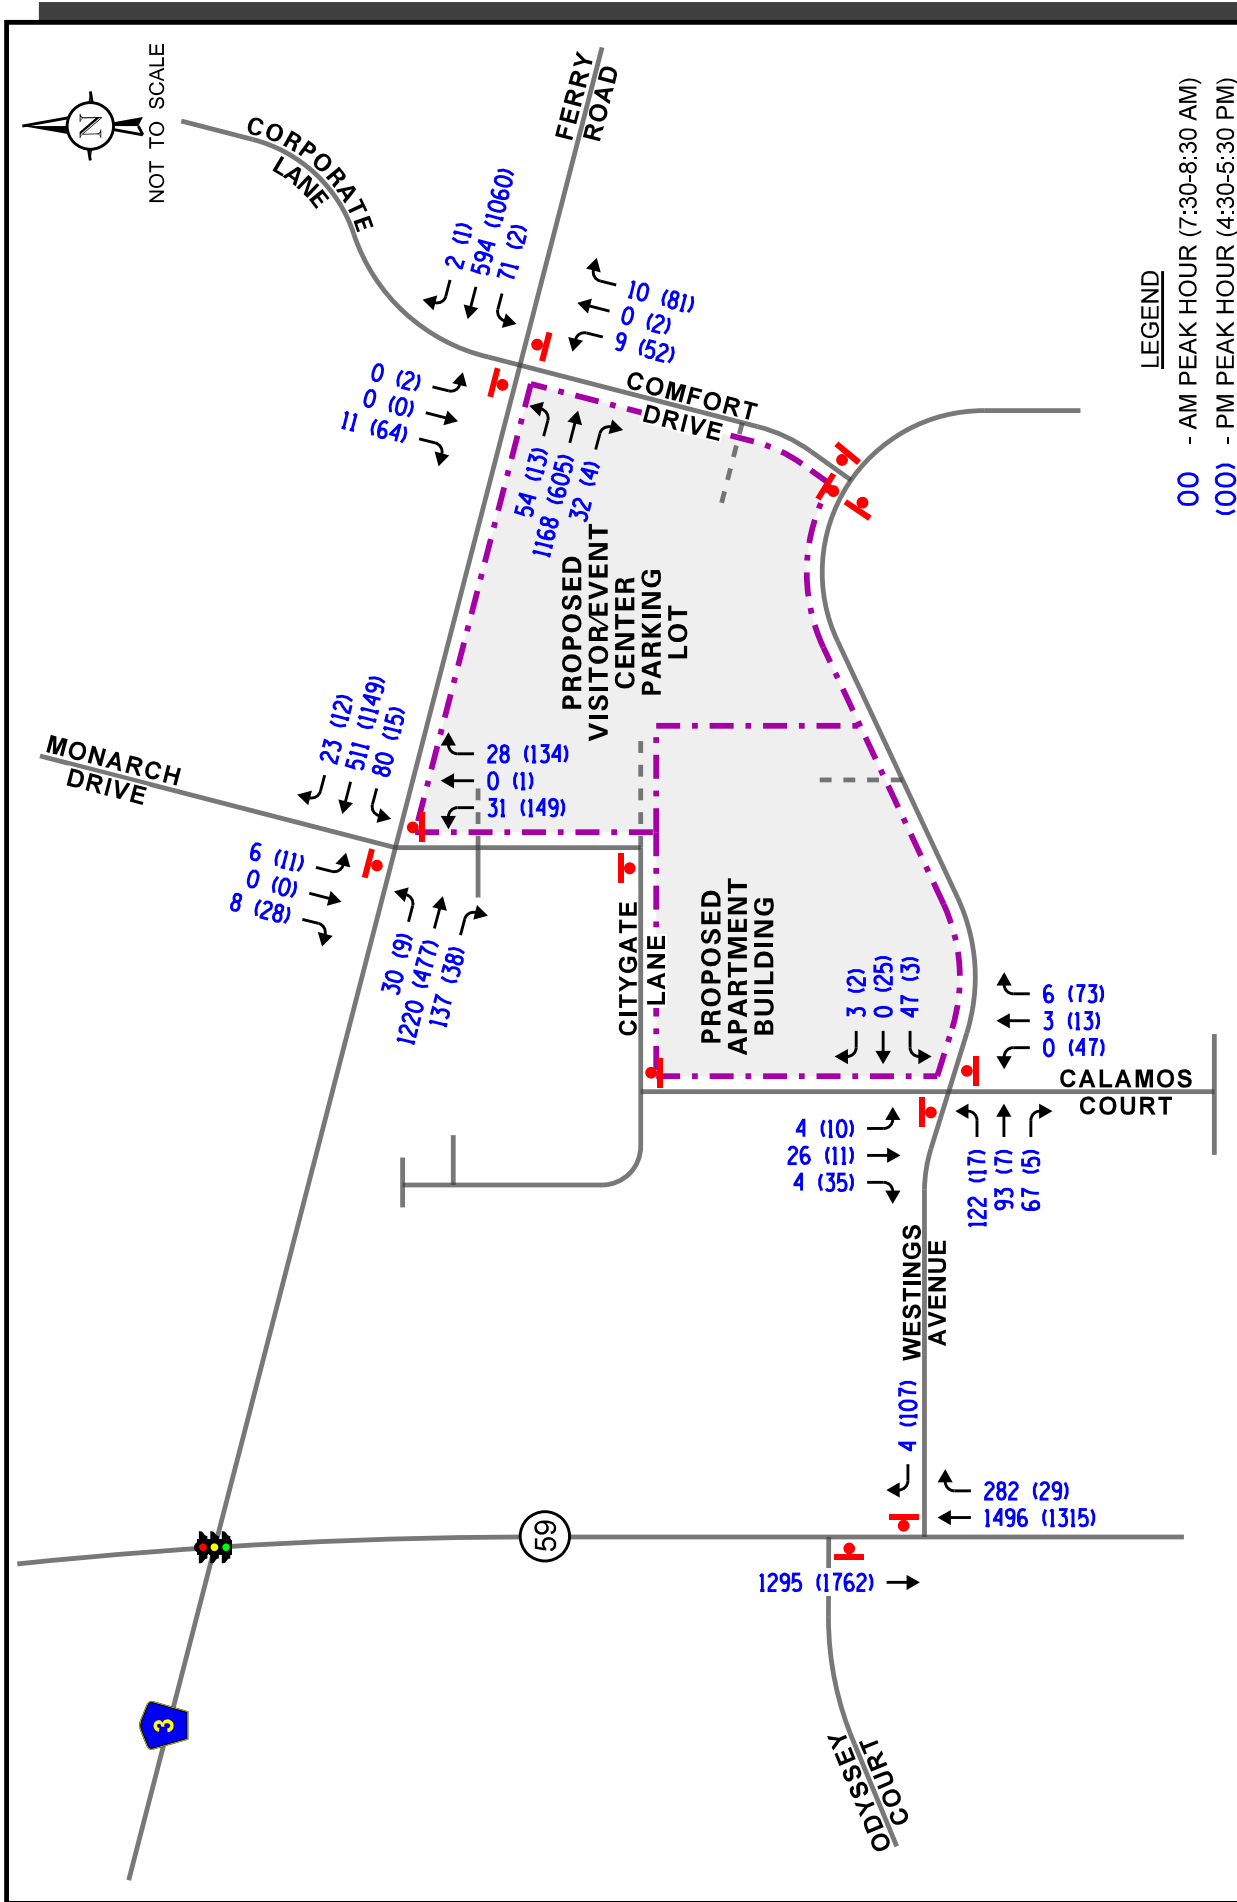 NOT TO SCALE
N
CORPORATE
LANE
FERRY
ROAD
2 (1)
594 (1060)
71 (2)
10 (81)
0 (2)
9 (52)
0 (2)
0 (0)
11 (64)
54 (13)
1168 (605)
32 (4)
COMFORT
DRIVE
LEGEND
00 - AM PEAK HOUR (7:30-8:30 AM)
(00) - PM PEAK HOUR (4:30-5:30 PM)
PROPOSED
VISITOR/EVENT
CENTER
PARKING
LOT
MONARCH
DRIVE
23 (12)
511 (1149)
80 (15)
28 (134)
0 (1)
31 (149)
6 (11)
0 (0)
8 (28)
30 (9)
1220 (477)
137 (38)
CITYGATE
LANE
PROPOSED
APARTMENT
BUILDING
3 (2)
0 (25)
47 (3)
6 (73)
3 (13)
0 (47)
CALAMOS
COURT
4 (10)
26 (11)
4 (35)
122 (17)
93 (7)
67 (5)
WESTINGS
AVENUE
4 (107)
282 (29)
1496 (1315)
59
1295 (1762)
3
ODYSSEY
COURT